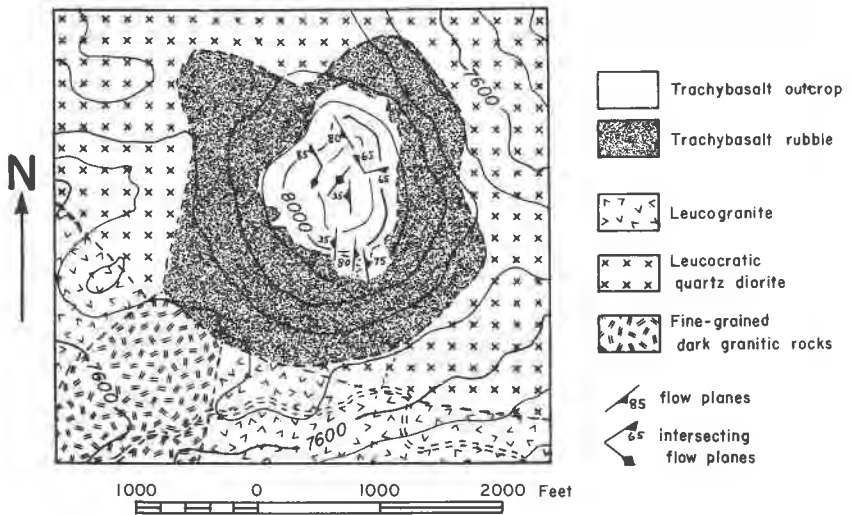 7600
80
85
65
65
35
8000
35
80
75
7600
7600
N
Trachybasalt outcrop
Trachybasalt rubble
Leucogranite
Leucocratic
quartz diorite
Fine-grained
dark granitic rocks
85 flow planes
65 intersecting
flow planes
1000 0 1000 2000 Feet